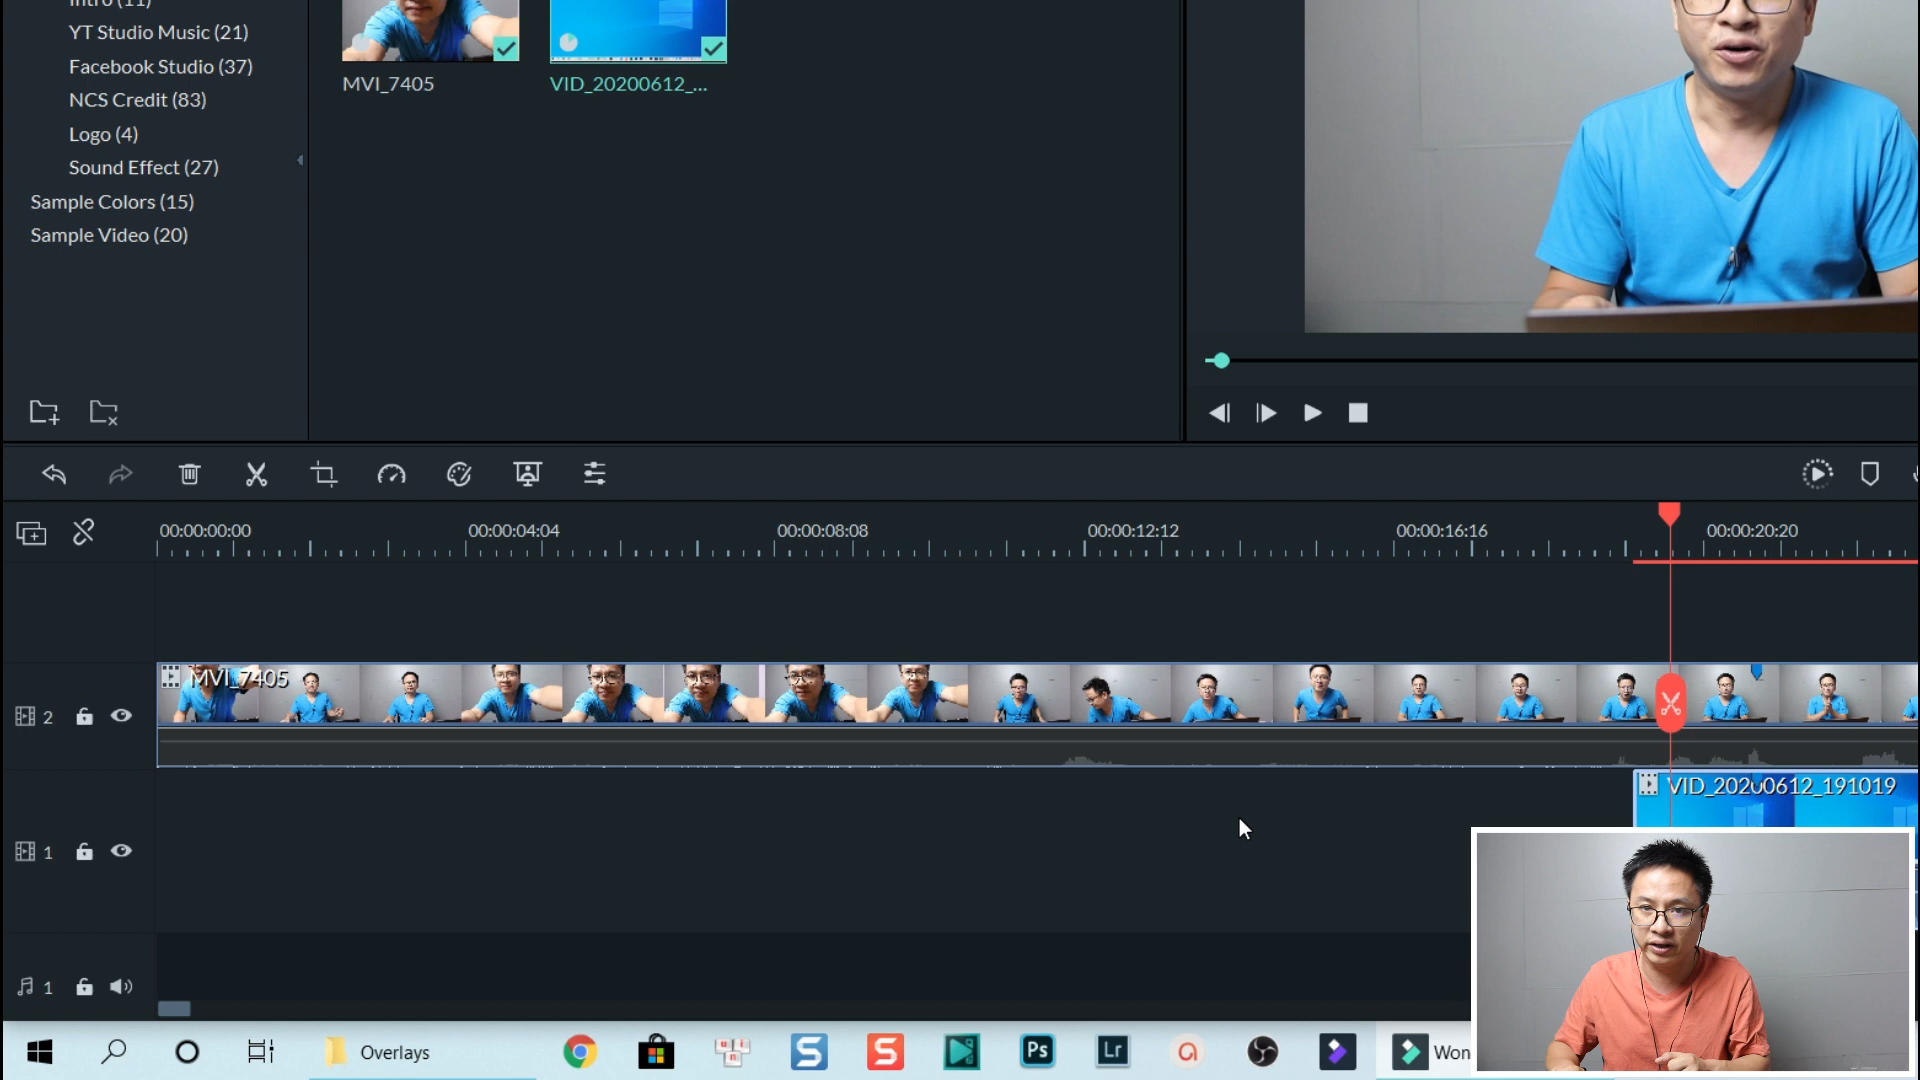 Intro (11)
YT Studio Music (21)
Facebook Studio (37)
NCS Credit (83)
Logo (4)
Sound Effect (27)
Sample Colors (15)
Sample Video (20)
MVI_7405
VID_20200612_...
00:00:00:00
00:00:04:04
00:00:08:08
00:00:12:12
00:00:16:16
00:00:20:20
MVI_7405
2
VID_20200612_191019
1
1
Overlays
S
S
Ps
Lr
Won